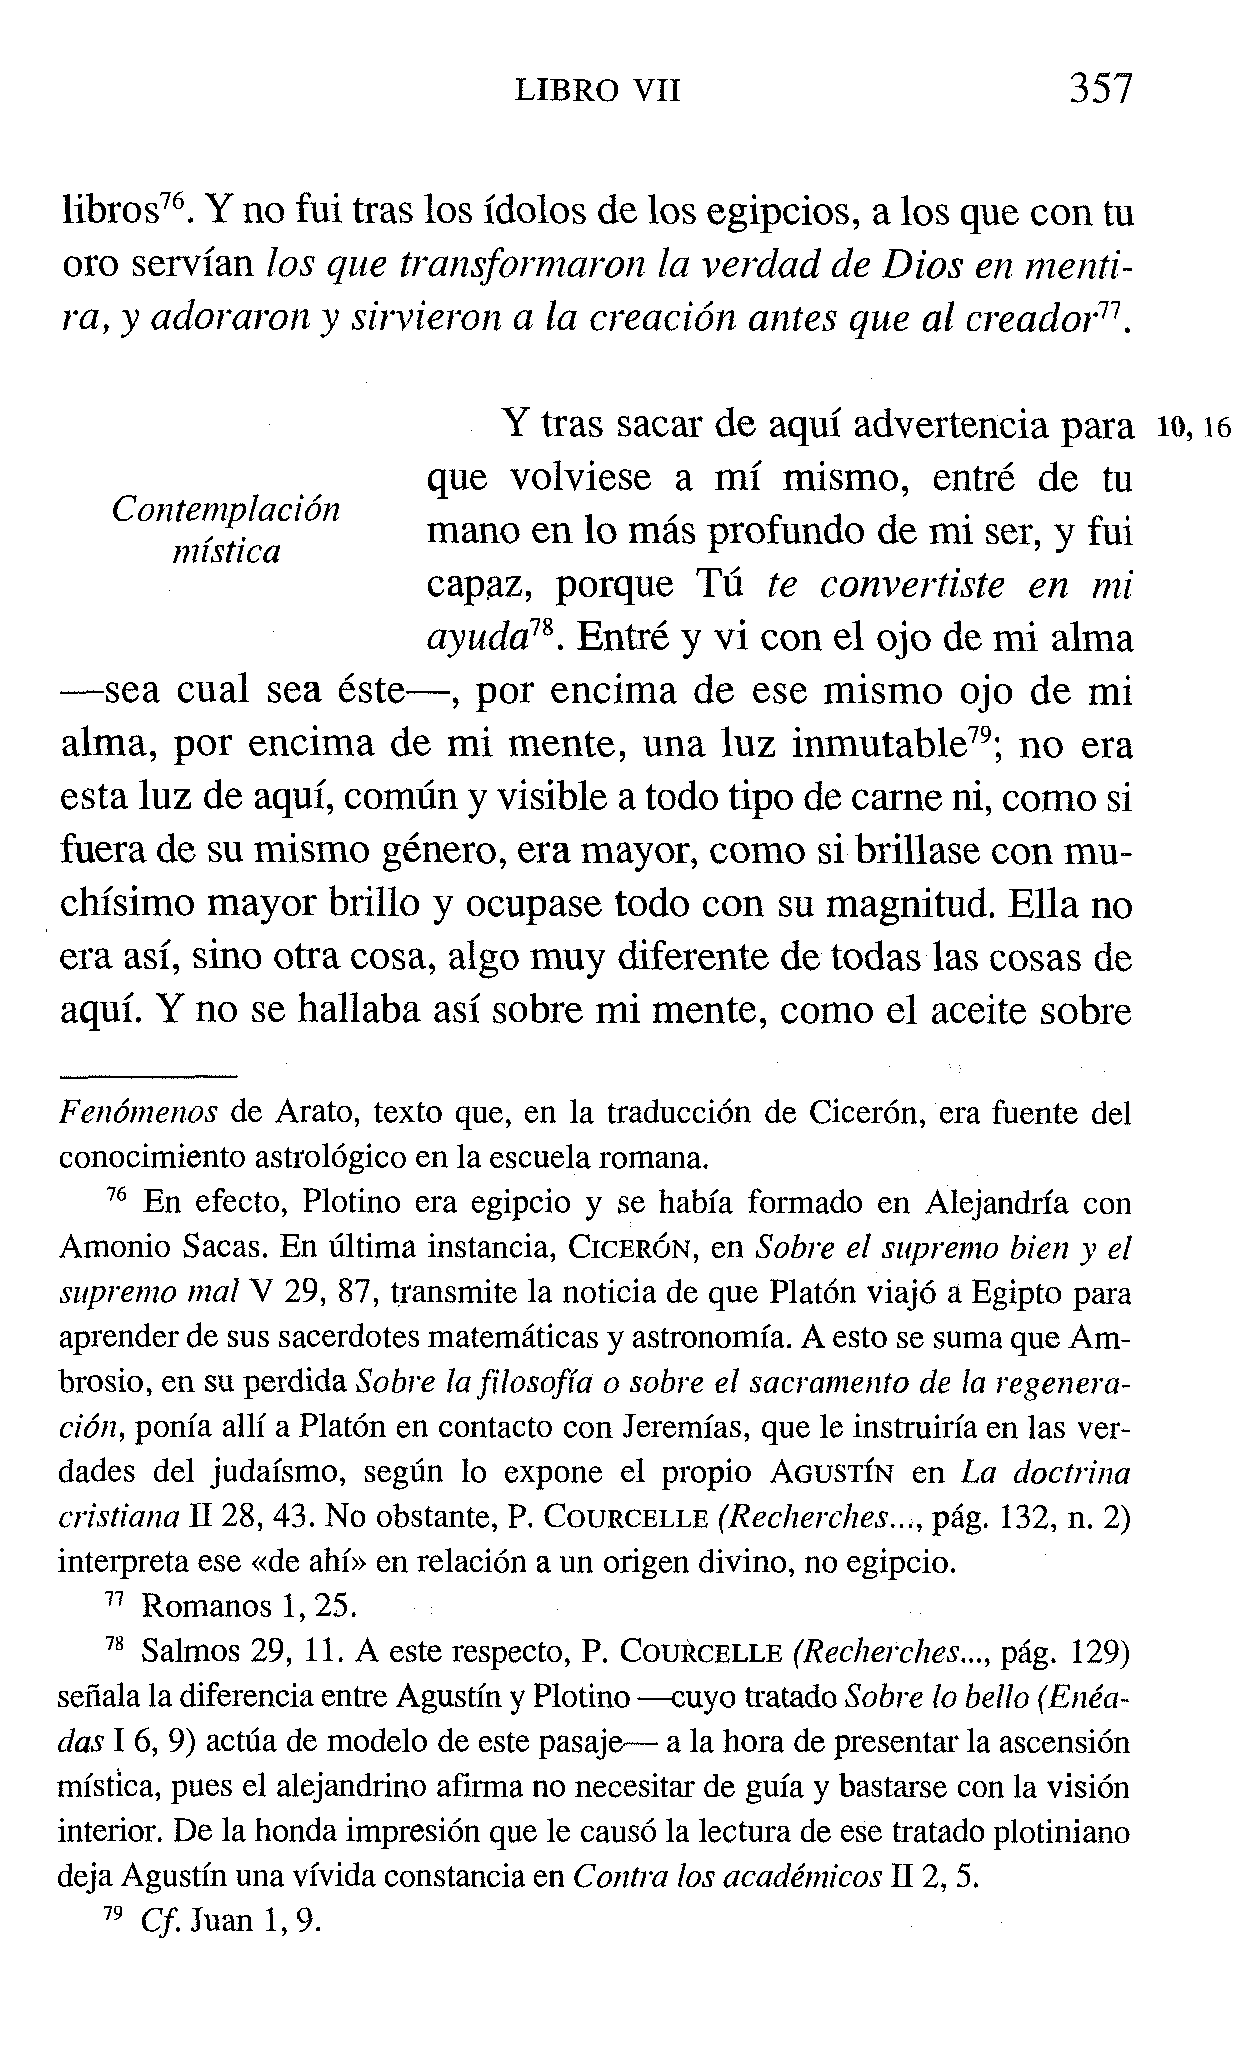 LIBRO VII 357
libros⁷⁶. Y no fui tras los ídolos de los egipcios, a los que con tu
oro servían los que transformaron la verdad de Dios en menti-
ra, y adoraron y sirvieron a la creación antes que al creador⁷⁷.
Y tras sacar de aquí advertencia para 10, 16
que volviese a mí mismo, entré de tu
Contemplación
mano en lo más profundo de mi ser, y fui
mística
capaz, porque Tú te convertiste en mi
ayuda⁷⁸. Entré y vi con el ojo de mi alma
—sea cual sea éste—, por encima de ese mismo ojo de mi
alma, por encima de mi mente, una luz inmutable⁷⁹; no era
esta luz de aquí, común y visible a todo tipo de carne ni, como si
fuera de su mismo género, era mayor, como si brillase con mu-
chísimo mayor brillo y ocupase todo con su magnitud. Ella no
era así, sino otra cosa, algo muy diferente de todas las cosas de
aquí. Y no se hallaba así sobre mi mente, como el aceite sobre
Fenómenos de Arato, texto que, en la traducción de Cicerón, era fuente del
conocimiento astrológico en la escuela romana.
⁷⁶ En efecto, Plotino era egipcio y se había formado en Alejandría con
Amonio Sacas. En última instancia, CICERÓN, en Sobre el supremo bien y el
supremo mal V 29, 87, transmite la noticia de que Platón viajó a Egipto para
aprender de sus sacerdotes matemáticas y astronomía. A esto se suma que Am-
brosio, en su perdida Sobre la filosofía o sobre el sacramento de la regenera-
ción, ponía allí a Platón en contacto con Jeremías, que le instruiría en las ver-
dades del judaísmo, según lo expone el propio AGUSTÍN en La doctrina
cristiana II 28, 43. No obstante, P. COURCELLE (Recherches..., pág. 132, n. 2)
interpreta ese «de ahí» en relación a un origen divino, no egipcio.
⁷⁷ Romanos 1, 25.
⁷⁸ Salmos 29, 11. A este respecto, P. COURCELLE (Recherches..., pág. 129)
señala la diferencia entre Agustín y Plotino —cuyo tratado Sobre lo bello (Enéa-
das I 6, 9) actúa de modelo de este pasaje— a la hora de presentar la ascensión
mística, pues el alejandrino afirma no necesitar de guía y bastarse con la visión
interior. De la honda impresión que le causó la lectura de ese tratado plotiniano
deja Agustín una vívida constancia en Contra los académicos II 2, 5.
⁷⁹ Cf. Juan 1, 9.